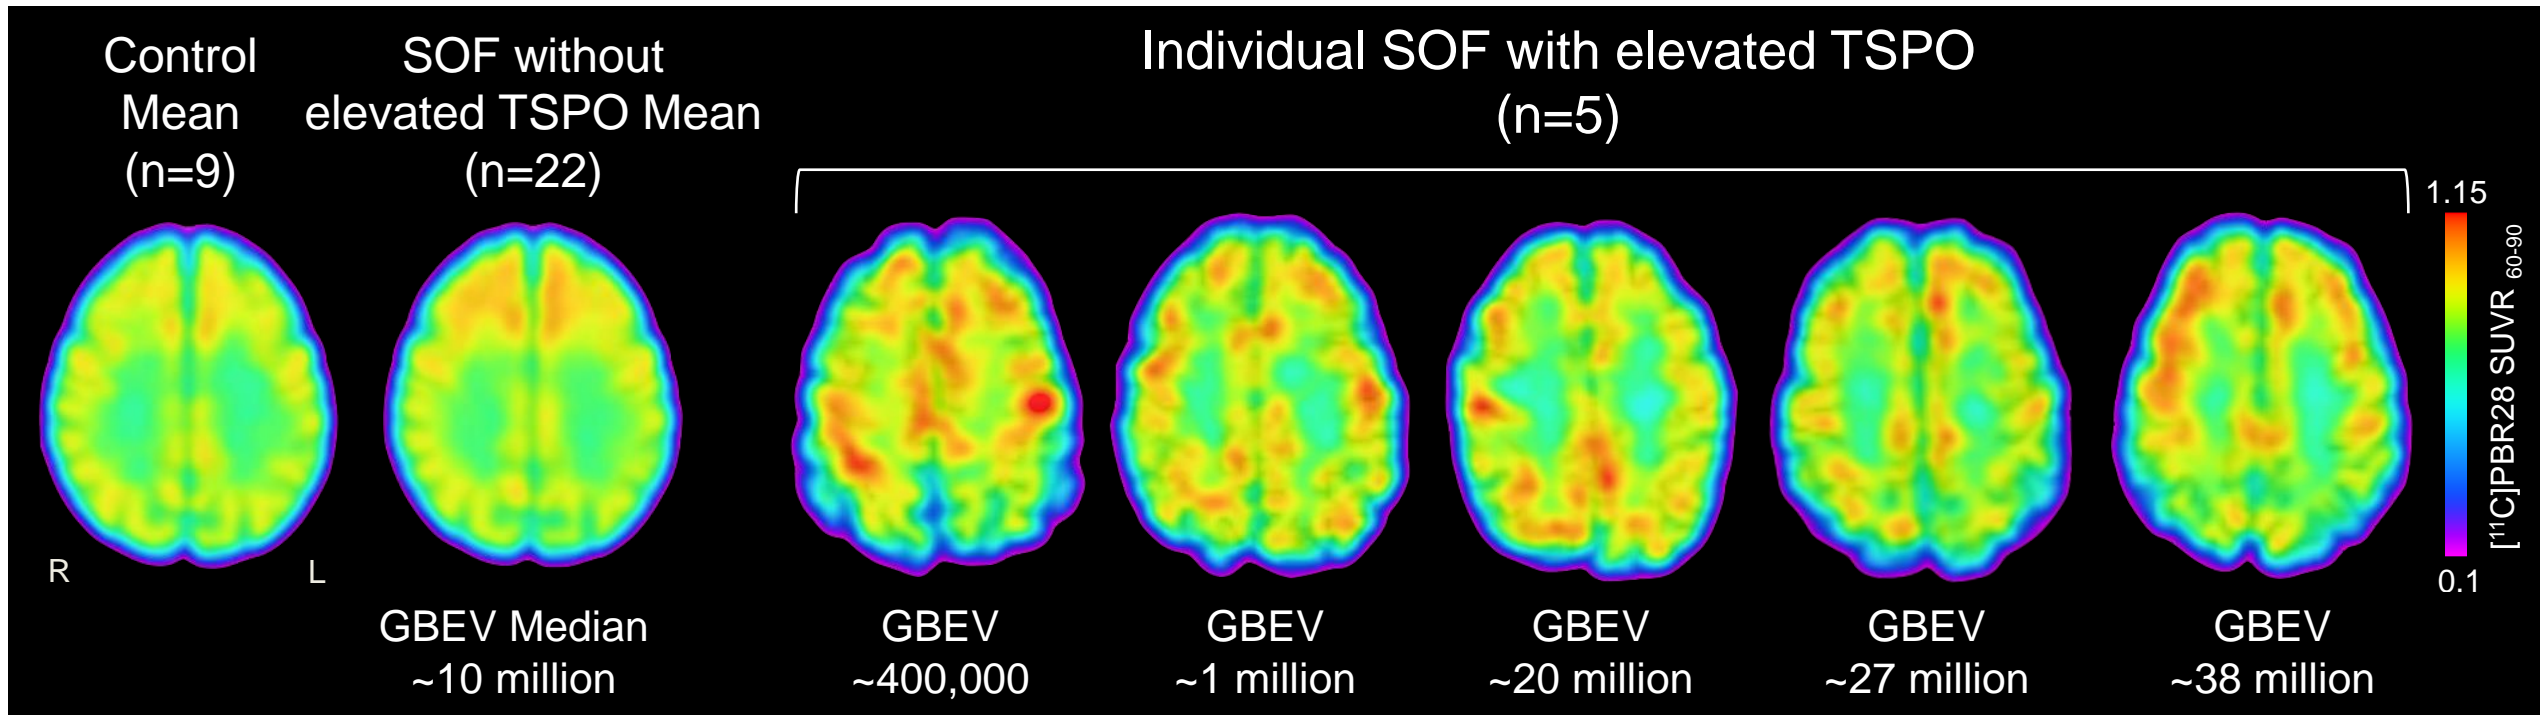 Control
Mean
(n=9)
SOF without
elevated TSPO Mean
(n=22)
Individual SOF with elevated TSPO
(n=5)
1.15
[¹¹C]PBR28 SUVR 60-90
0.1
R
L
GBEV Median
~10 million
GBEV
~400,000
GBEV
~1 million
GBEV
~20 million
GBEV
~27 million
GBEV
~38 million